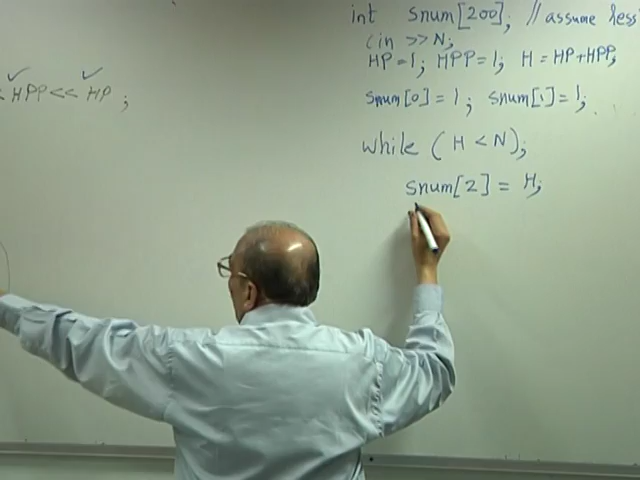 int snum[200]; // assume less
cin >> N;
HP=1; HPP=1; H = HP+HPP;
snum[0]=1; snum[1]=1;
while (H < N);
snum[2] = H;
< HPP<< HP ;